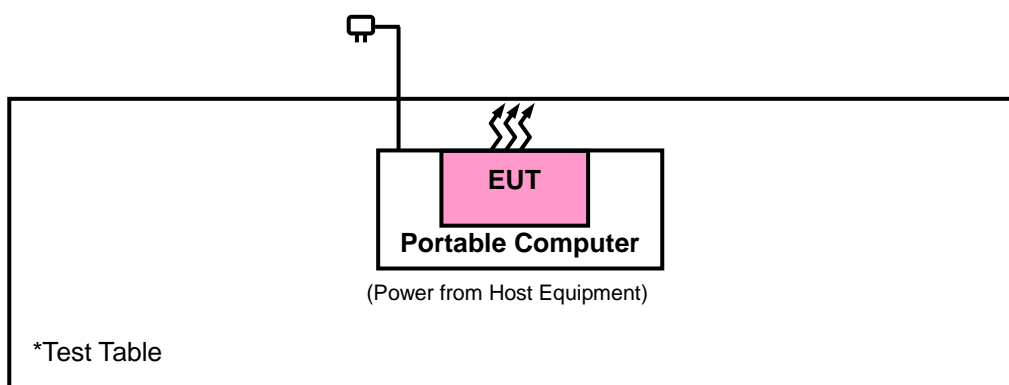 EUT
Portable Computer
(Power from Host Equipment)
*Test Table